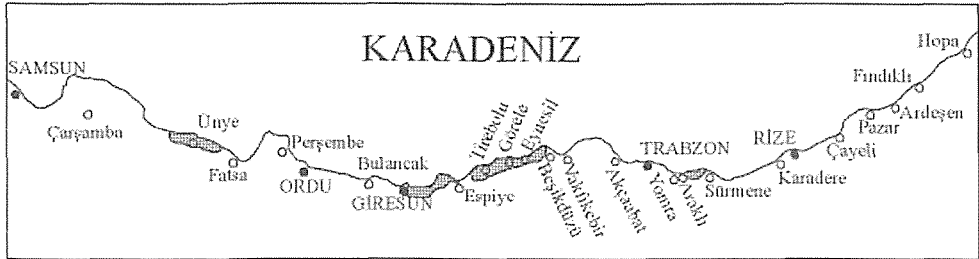 KARADENİZ
SAMSUN
Çarşamba
Ünye
Fatsa
Perşembe
ORDU
Bulancak
GİRESUN
Espiye
Tirebolu
Görele
Eynesil
Beşikdüzü
Vakfıkebir
Akçaabat
TRABZON
Yomra
Araklı
Sürmene
Karadere
RİZE
Çayeli
Pazar
Ardeşen
Fındıklı
Hopa